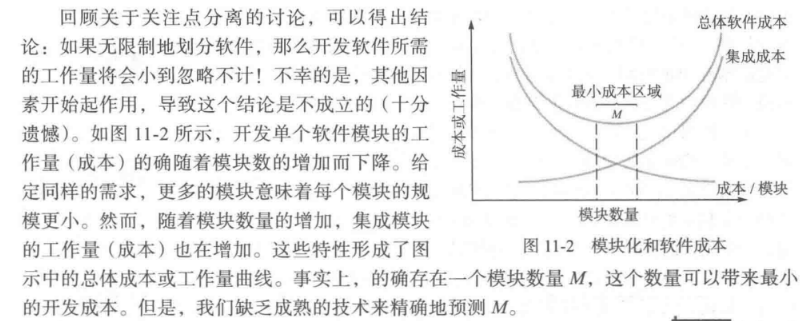 回顾关于关注点分离的讨论，可以得出结
论：如果无限制地划分软件，那么开发软件所需
的工作量将会小到忽略不计！不幸的是，其他因
素开始起作用，导致这个结论是不成立的（十分
遗憾）。如图 11-2 所示，开发单个软件模块的工
作量（成本）的确随着模块数的增加而下降。给
定同样的需求，更多的模块意味着每个模块的规
模更小。然而，随着模块数量的增加，集成模块
的工作量（成本）也在增加。这些特性形成了图
示中的总体成本或工作量曲线。事实上，的确存在一个模块数量 M，这个数量可以带来最小
的开发成本。但是，我们缺乏成熟的技术来精确地预测 M。
总体软件成本
集成成本
最小成本区域
M
成本或工作量
成本 / 模块
模块数量
图 11-2 模块化和软件成本